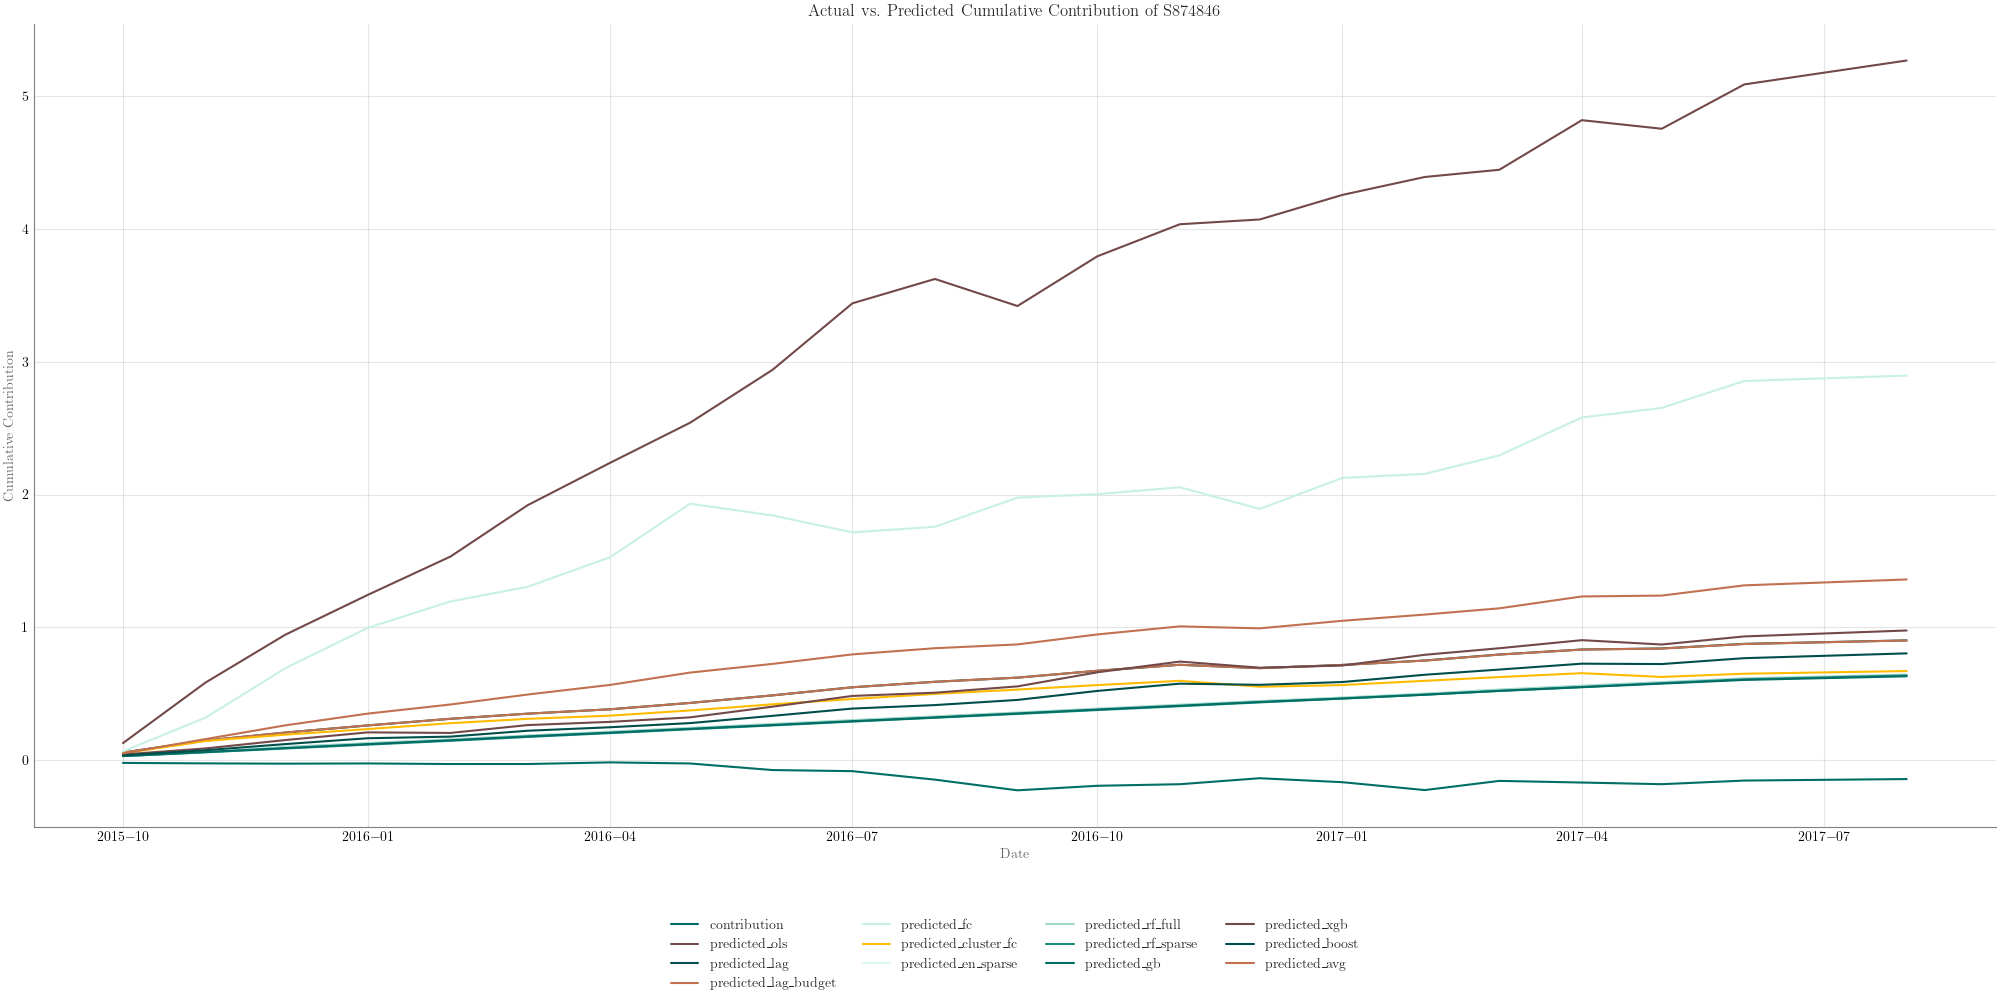 Actual vs. Predicted Cumulative Contribution of S874846
Cumulative Contribution
5
4
3
2
1
0
2015−10 2016−01 2016−04 2016−07 2016−10 2017−01 2017−04 2017−07
Date
contribution predicted_fc predicted_rf_full predicted_xgb
predicted_ols predicted_cluster_fc predicted_rf_sparse predicted_boost
predicted_lag predicted_en_sparse predicted_gb predicted_avg
predicted_lag_budget